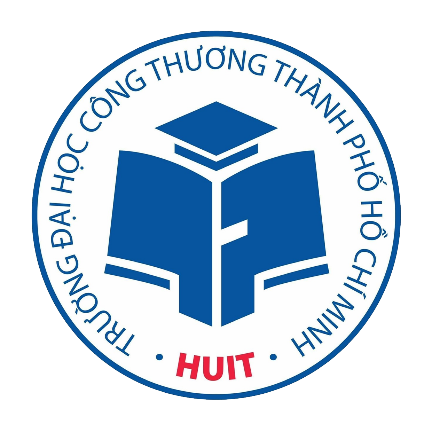 TRƯỜNG ĐẠI HỌC CÔNG THƯƠNG THÀNH PHỐ HỒ CHÍ MINH
• HUIT •